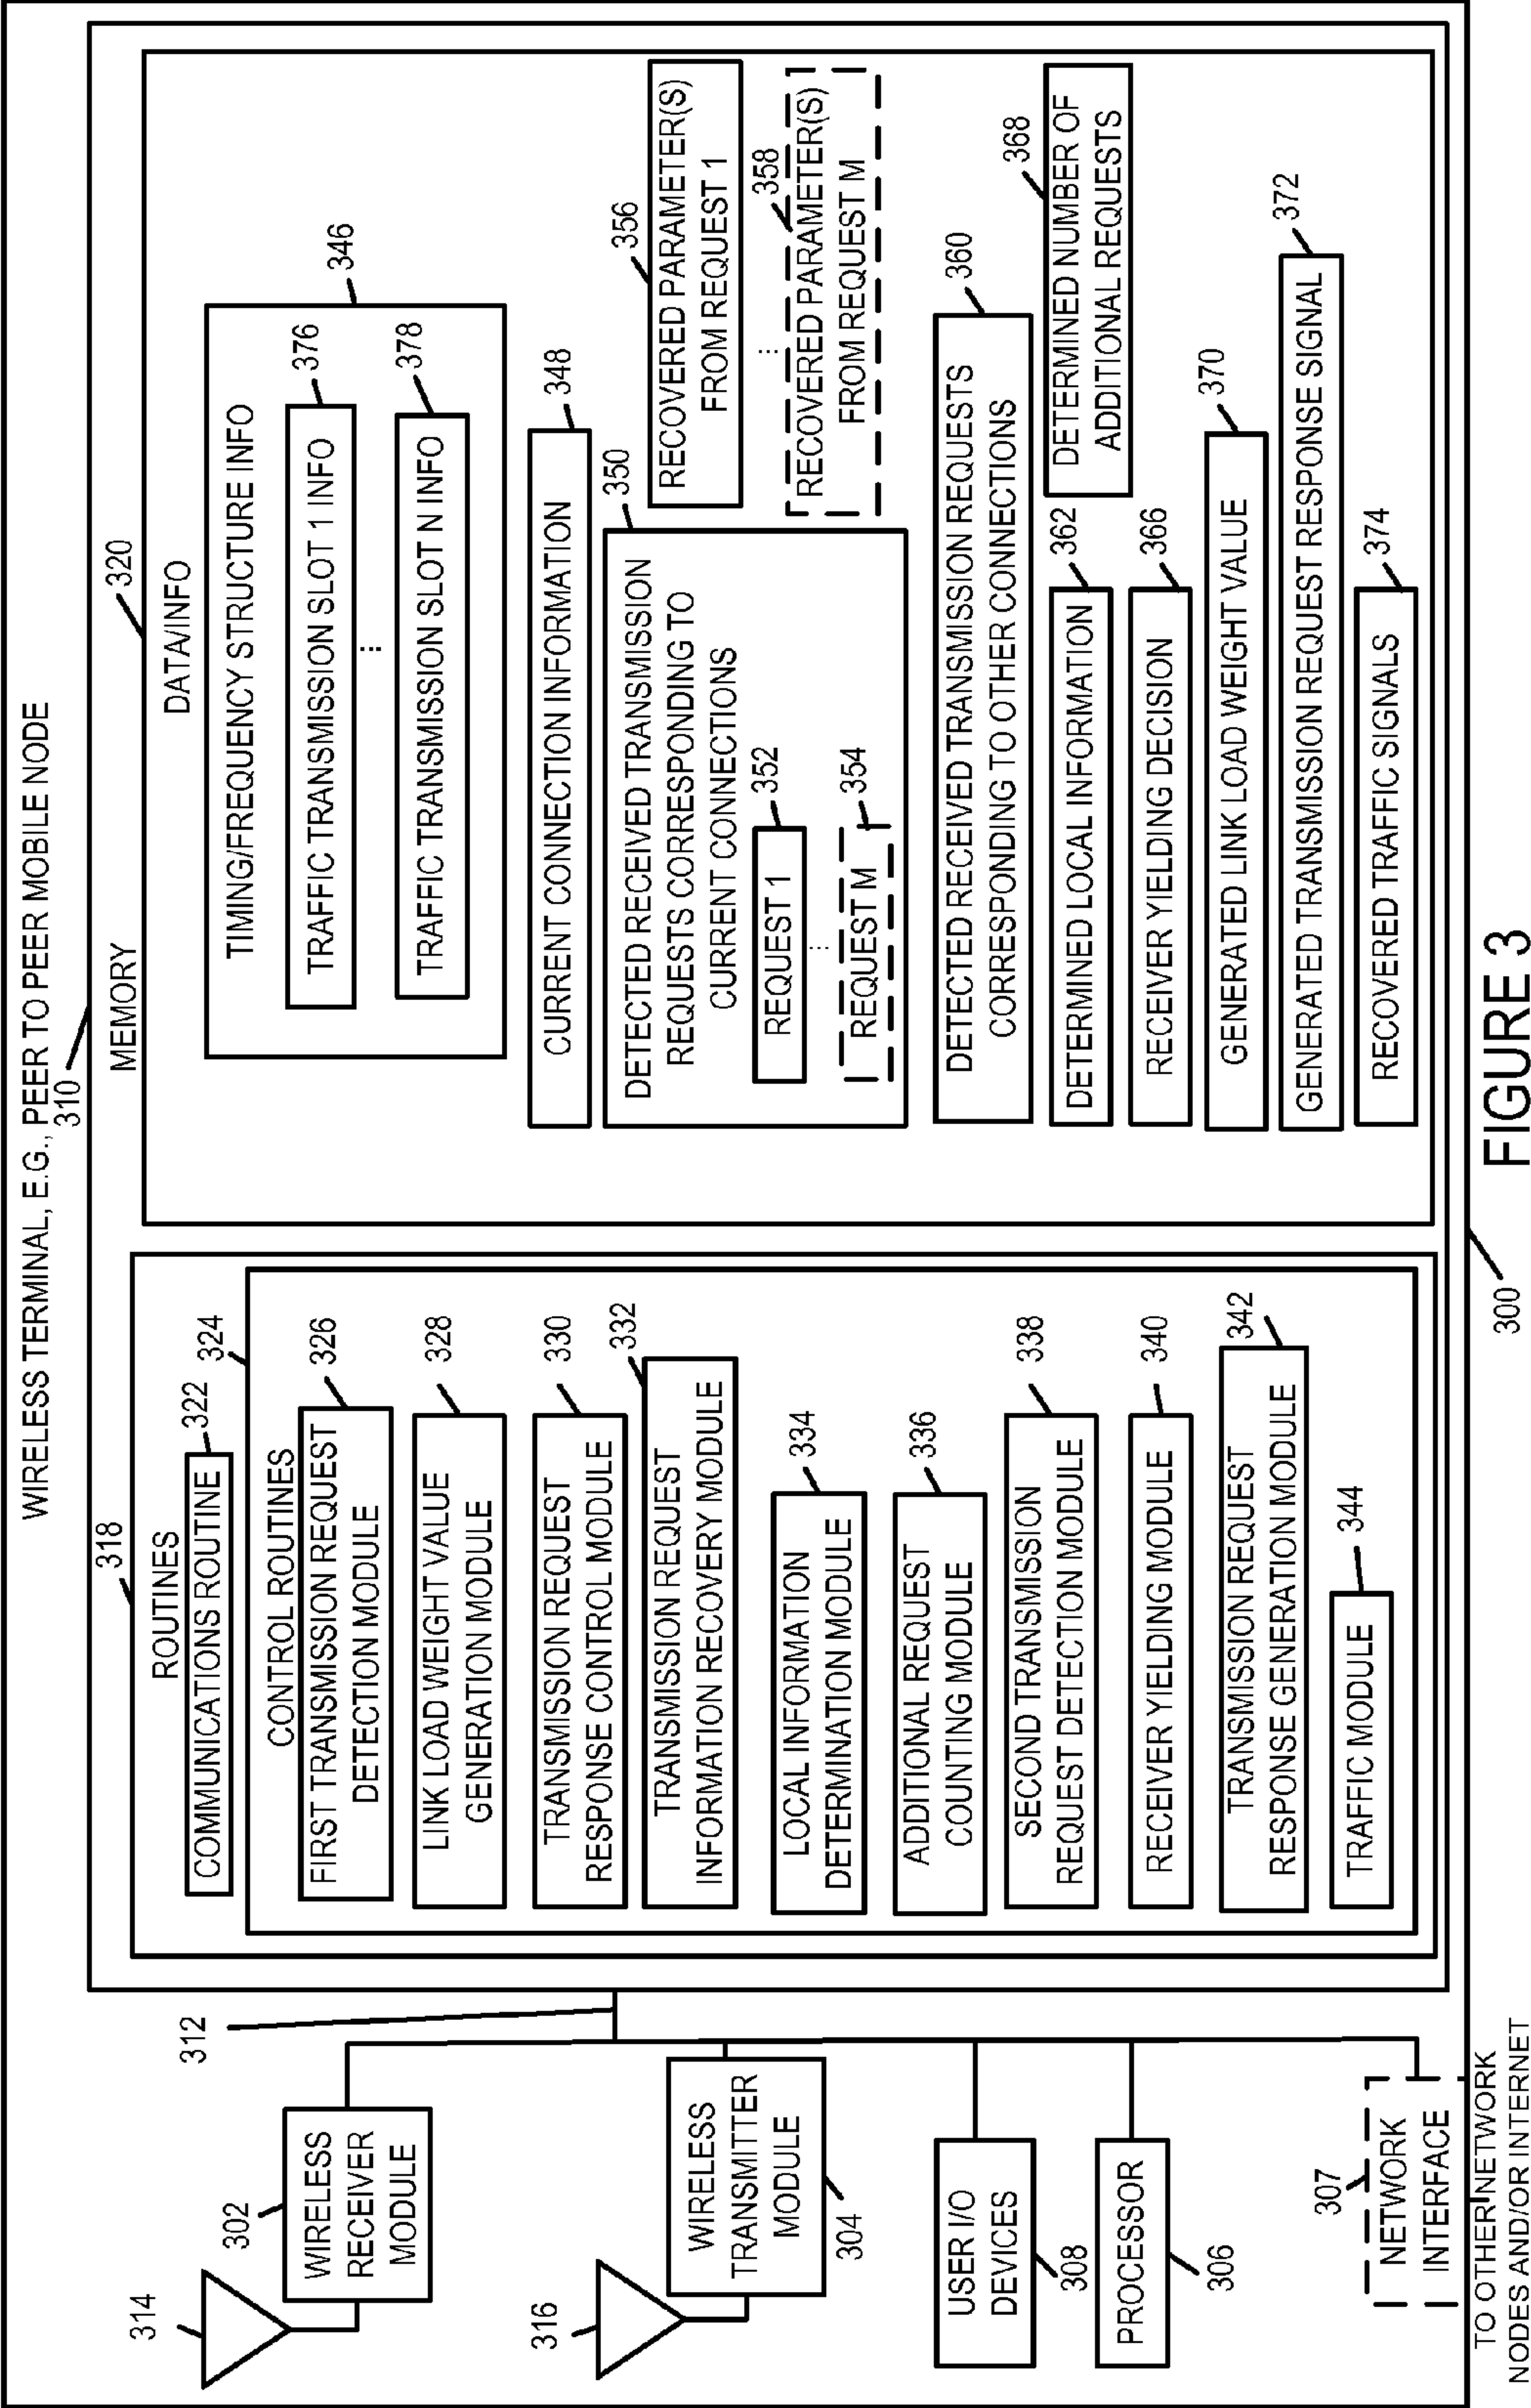 WIRELESS TERMINAL, E.G., PEER TO PEER MOBILE NODE
310
314
302
WIRELESS
RECEIVER
MODULE
316
WIRELESS
TRANSMITTER
MODULE
304
USER I/O
DEVICES
308
PROCESSOR
306
307
NETWORK
INTERFACE
TO OTHER NETWORK
NODES AND/OR INTERNET
312
MEMORY
318
ROUTINES
322
COMMUNICATIONS ROUTINE
324
CONTROL ROUTINES
326
FIRST TRANSMISSION REQUEST
DETECTION MODULE
328
LINK LOAD WEIGHT VALUE
GENERATION MODULE
330
TRANSMISSION REQUEST
RESPONSE CONTROL MODULE
332
TRANSMISSION REQUEST
INFORMATION RECOVERY MODULE
334
LOCAL INFORMATION
DETERMINATION MODULE
336
ADDITIONAL REQUEST
COUNTING MODULE
338
SECOND TRANSMISSION
REQUEST DETECTION MODULE
340
RECEIVER YIELDING MODULE
342
TRANSMISSION REQUEST
RESPONSE GENERATION MODULE
344
TRAFFIC MODULE
320
DATA/INFO
346
TIMING/FREQUENCY STRUCTURE INFO
376
TRAFFIC TRANSMISSION SLOT 1 INFO
...
378
TRAFFIC TRANSMISSION SLOT N INFO
348
CURRENT CONNECTION INFORMATION
350
DETECTED RECEIVED TRANSMISSION
REQUESTS CORRESPONDING TO
CURRENT CONNECTIONS
352
REQUEST 1
...
354
REQUEST M
356
RECOVERED PARAMETER(S)
FROM REQUEST 1
...
358
RECOVERED PARAMETER(S)
FROM REQUEST M
360
DETECTED RECEIVED TRANSMISSION REQUESTS
CORRESPONDING TO OTHER CONNECTIONS
362
DETERMINED LOCAL INFORMATION
368
DETERMINED NUMBER OF
ADDITIONAL REQUESTS
366
RECEIVER YIELDING DECISION
370
GENERATED LINK LOAD WEIGHT VALUE
372
GENERATED TRANSMISSION REQUEST RESPONSE SIGNAL
374
RECOVERED TRAFFIC SIGNALS
300
FIGURE 3